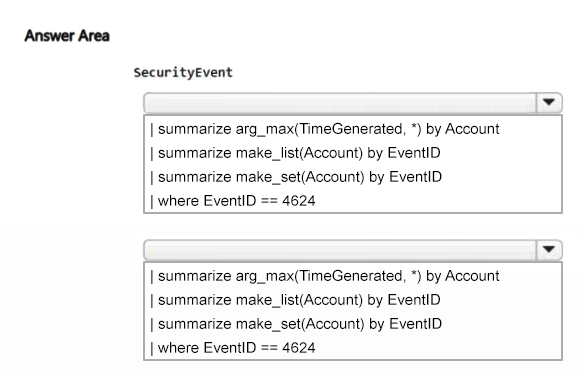 Answer Area
SecurityEvent
| summarize arg_max(TimeGenerated, *) by Account
| summarize make_list(Account) by EventID
| summarize make_set(Account) by EventID
| where EventID == 4624
| summarize arg_max(TimeGenerated, *) by Account
| summarize make_list(Account) by EventID
| summarize make_set(Account) by EventID
| where EventID == 4624